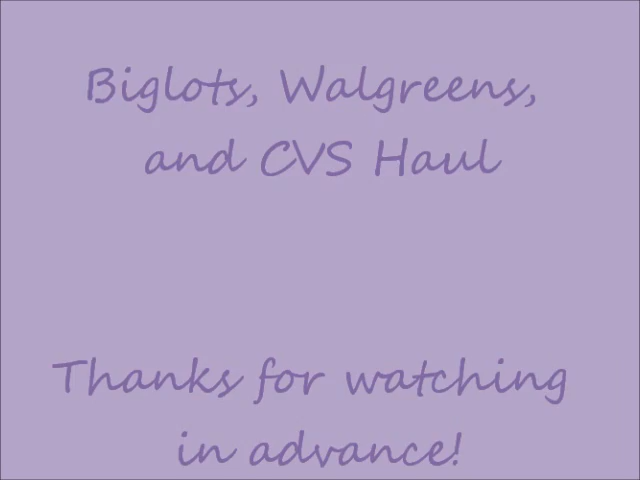 Biglots, Walgreens,
and CVS Haul
Thanks for watching
in advance!